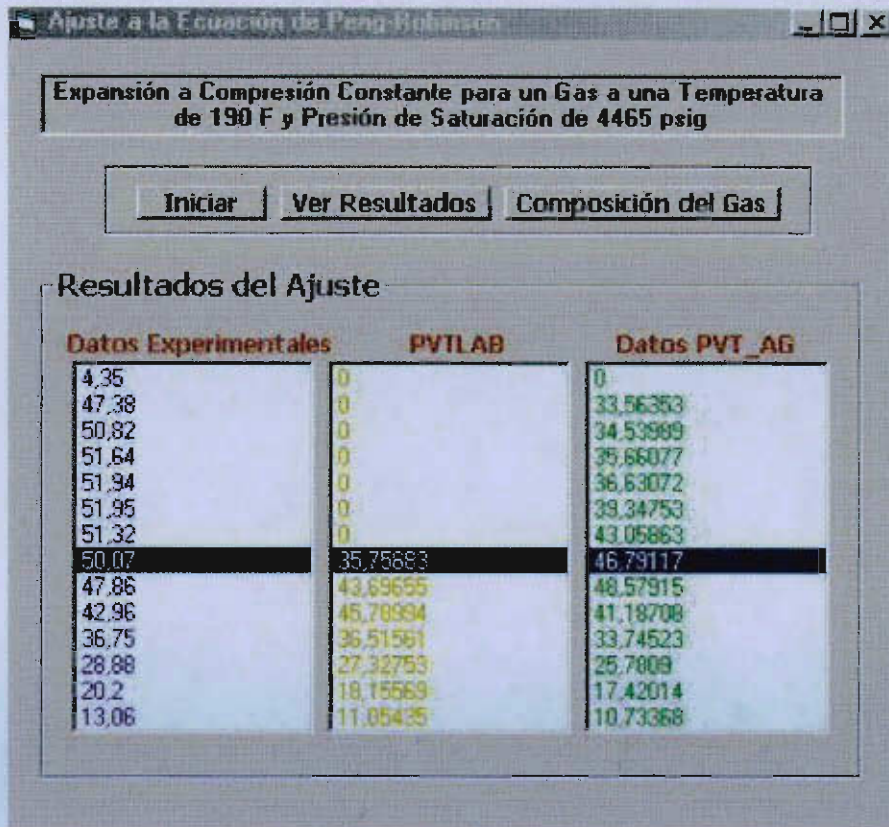 Ajuste a la Ecuación de Peng-Robinson
Expansión a Compresión Constante para un Gas a una Temperatura
de 190 F y Presión de Saturación de 4465 psig
Iniciar Ver Resultados Composición del Gas
Resultados del Ajuste
Datos Experimentales PVTLAB Datos PVT_AG
4,35 0 0
47,38 0 33,56353
50,82 0 34,53989
51,64 0 35,66077
51,94 0 36,63072
51,95 0 39,34753
51,32 0 43,05863
50,07 35,75683 46,79117
47,86 43,69655 48,57915
42,96 45,78994 41,18708
36,75 36,51561 33,74523
28,88 27,32753 25,7809
20,2 18,15569 17,42014
13,06 11,05435 10,73368